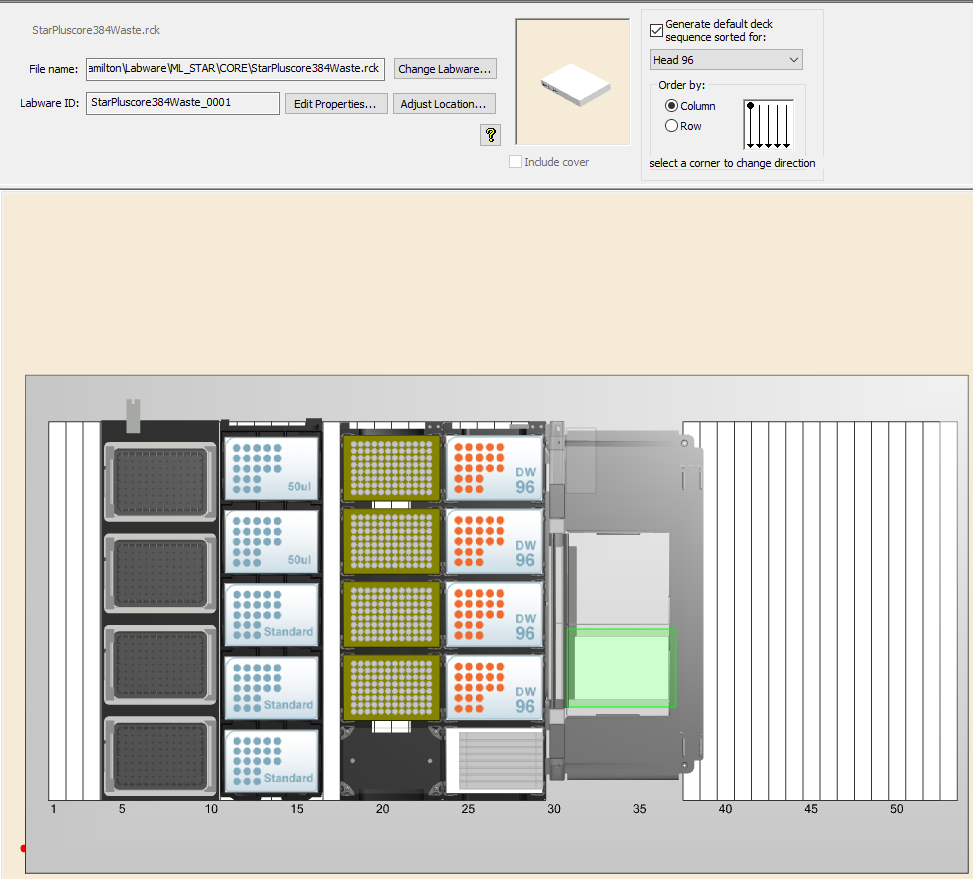 StarPluscore384Waste.rck
File name: amilton\Labware\ML_STAR\CORE\StarPluscore384Waste.rck Change Labware...
Labware ID: StarPluscore384Waste_0001 Edit Properties... Adjust Location...
?
Include cover
Generate default deck
sequence sorted for:
Head 96
Order by:
Column
Row
select a corner to change direction
50ul
DW
96
50ul
DW
96
Standard
DW
96
Standard
DW
96
Standard
1 5 10 15 20 25 30 35 40 45 50